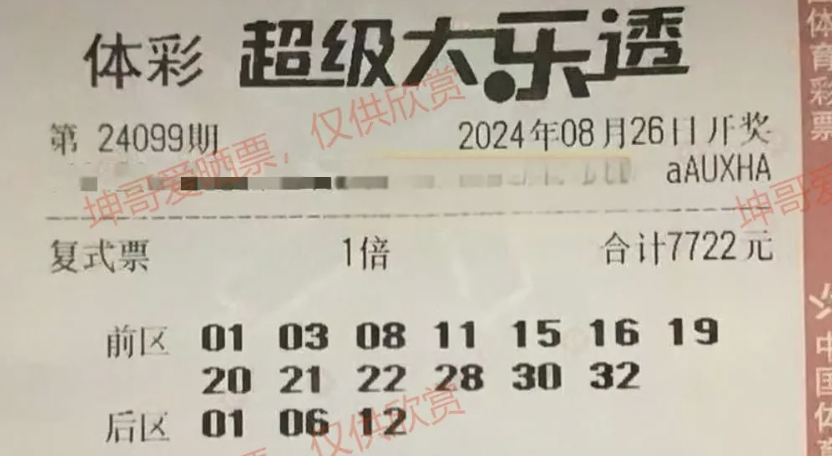 体彩 超级大乐透
第 24099期 2024年08月26日开奖
aAUXHA
复式票 1倍 合计7722元
前区 01 03 08 11 15 16 19
20 21 22 28 30 32
后区 01 06 12
坤哥爱晒票，仅供欣赏
坤哥爱
仅供欣赏
体育彩票
中国体育